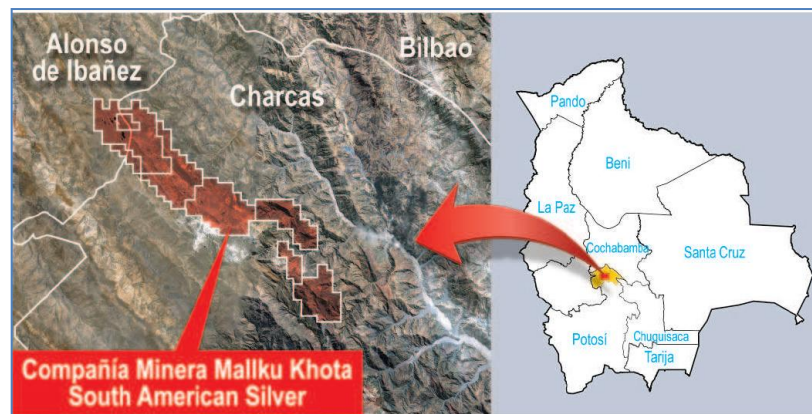 Alonso
de Ibañez
Bilbao
Charcas
Compañía Minera Mallku Khota
South American Silver
Pando
Beni
La Paz
Cochabamba
Santa Cruz
Potosí
Chuquisaca
Tarija